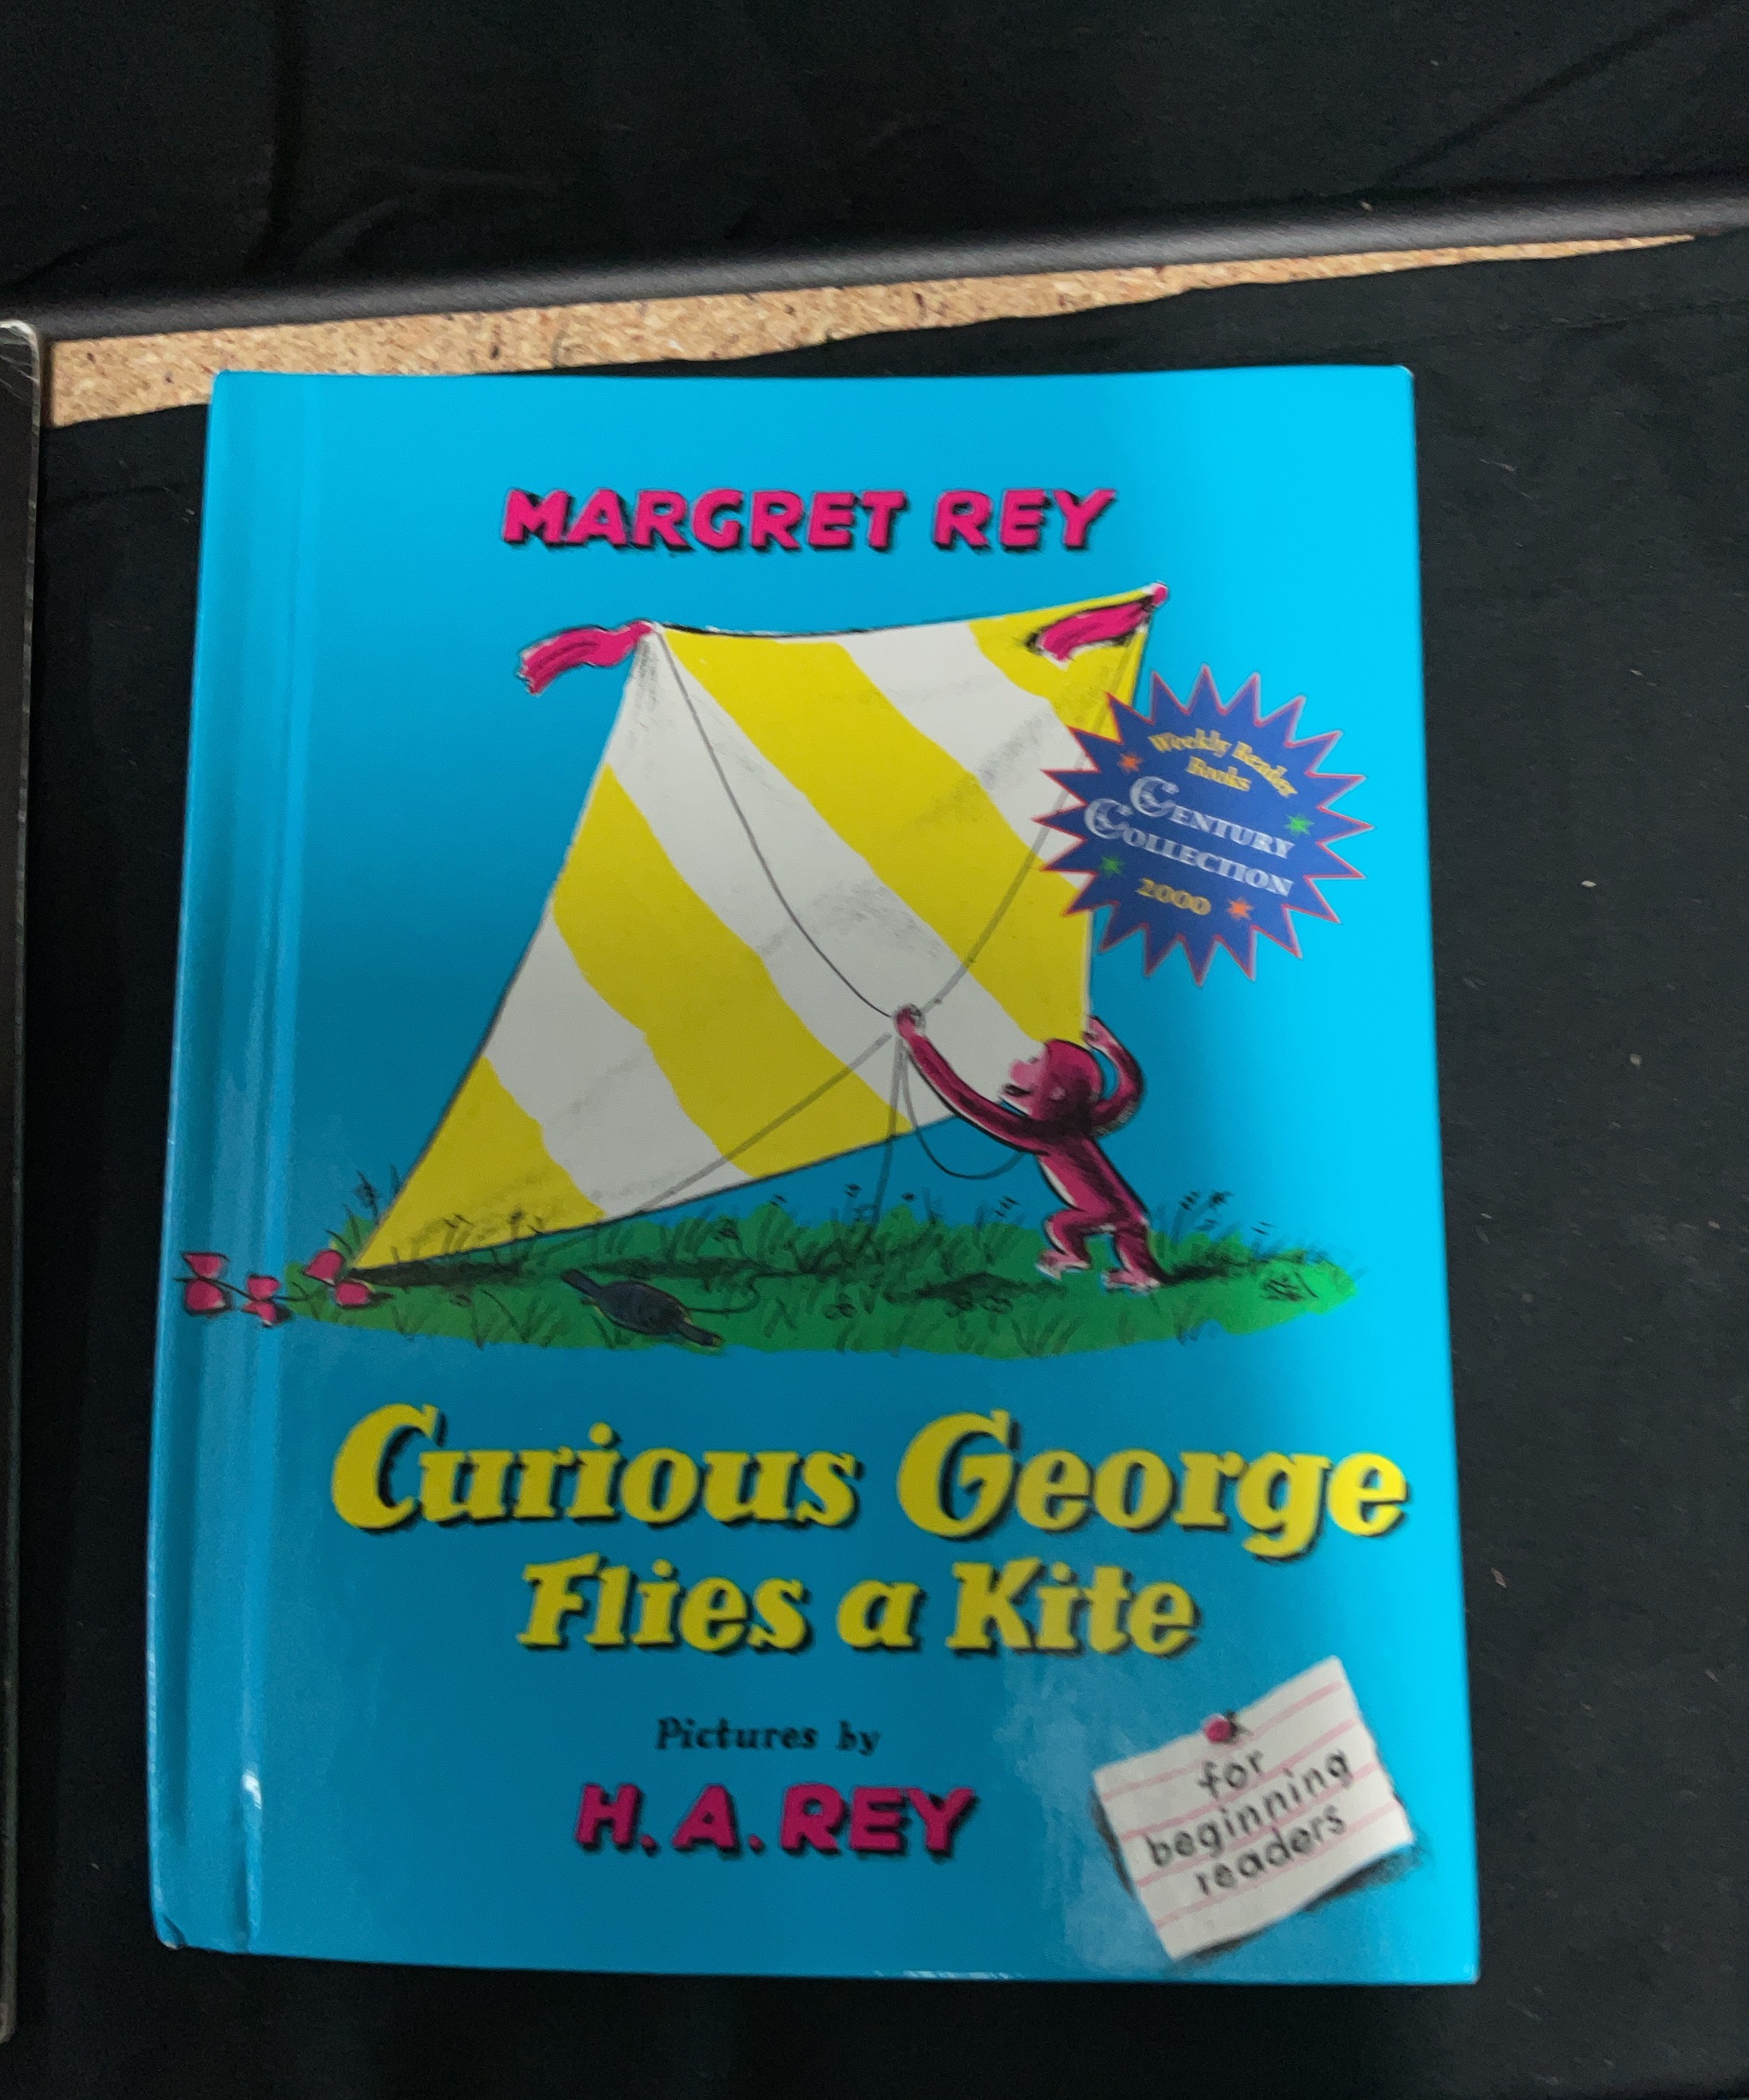 MARGRET REY
Weekly Reader
Books
CENTURY
COLLECTION
2000
Curious George
Flies a Kite
Pictures by
H. A. REY
for
beginning
readers